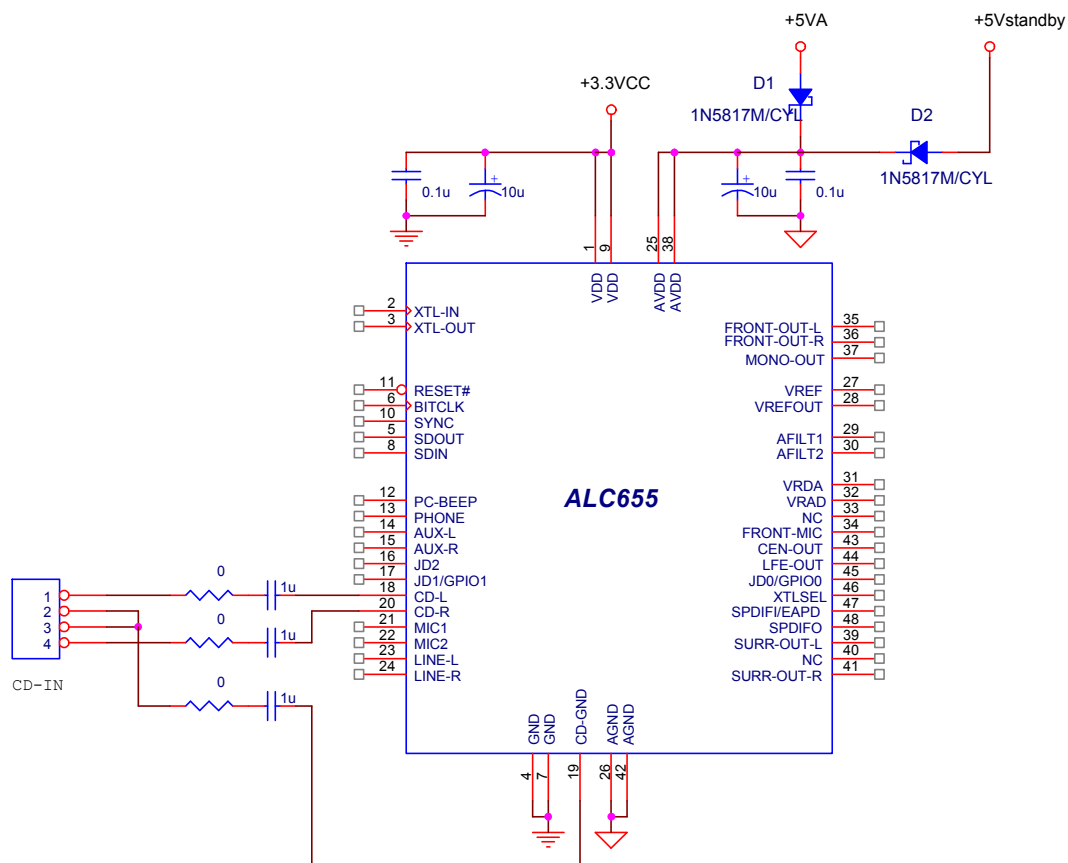 +5VA
+5Vstandby
+3.3VCC
D1
1N5817M/CYL
D2
1N5817M/CYL
0.1u
+
10u
+
10u
0.1u
1
9
25
38
VDD
VDD
AVDD
AVDD
2
XTL-IN
3
XTL-OUT
11
RESET#
6
BITCLK
10
SYNC
5
SDOUT
8
SDIN
12
PC-BEEP
13
PHONE
14
AUX-L
15
AUX-R
16
JD2
17
JD1/GPIO1
18
CD-L
20
CD-R
21
MIC1
22
MIC2
23
LINE-L
24
LINE-R
ALC655
FRONT-OUT-L
35
FRONT-OUT-R
36
MONO-OUT
37
VREF
27
VREFOUT
28
AFILT1
29
AFILT2
30
VRDA
31
VRAD
32
NC
33
FRONT-MIC
34
CEN-OUT
43
LFE-OUT
44
JD0/GPIO0
45
XTLSEL
46
SPDIFI/EAPD
47
SPDIFO
48
SURR-OUT-L
39
NC
40
SURR-OUT-R
41
0
1u
0
1u
0
1u
1
2
3
4
CD-IN
GND
GND
CD-GND
AGND
AGND
4
7
19
26
42